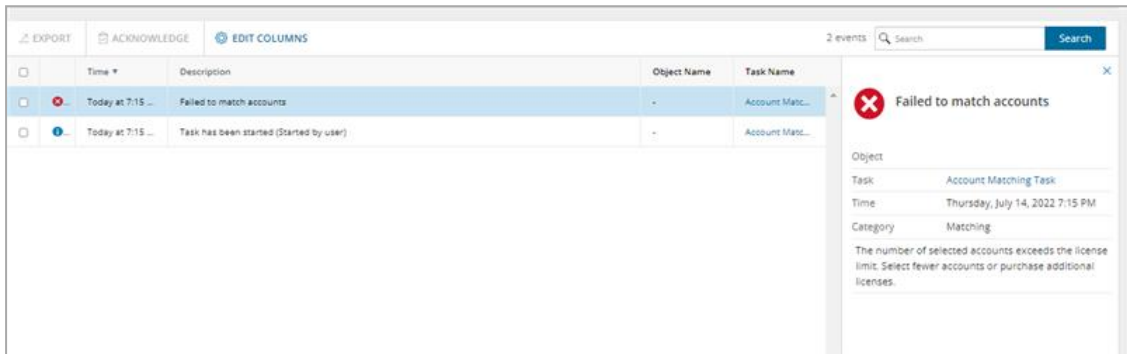 EXPORT ACKNOWLEDGE EDIT COLUMNS 2 events Search Search
Time Description Object Name Task Name
Today at 7:15 ... Failed to match accounts - Account Matc...
Today at 7:15 ... Task has been started (Started by user) - Account Matc...
Failed to match accounts
Object
Task Account Matching Task
Time Thursday, July 14, 2022 7:15 PM
Category Matching
The number of selected accounts exceeds the license
limit. Select fewer accounts or purchase additional
licenses.